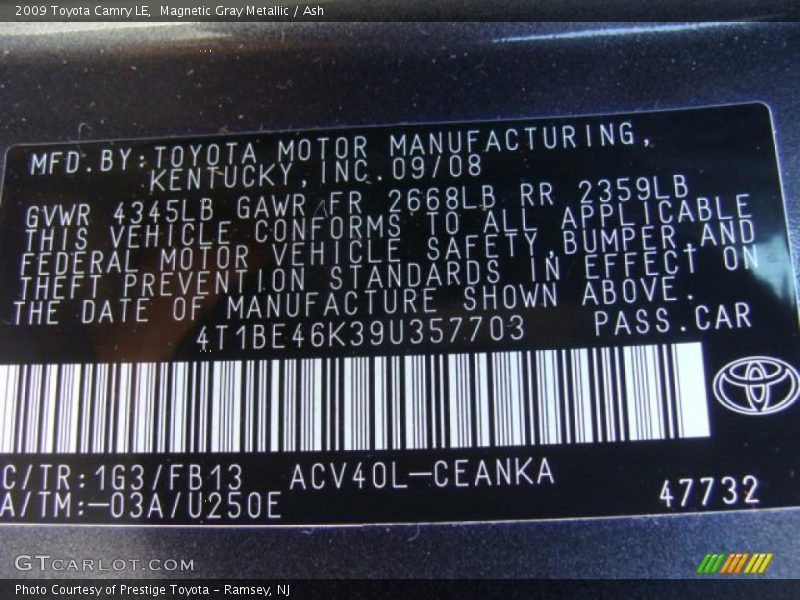 2009 Toyota Camry LE, Magnetic Gray Metallic / Ash
MFD.BY:TOYOTA MOTOR MANUFACTURING,
KENTUCKY,INC.09/08
GVWR 4345LB GAWR FR 2668LB RR 2359LB
THIS VEHICLE CONFORMS TO ALL APPLICABLE
FEDERAL MOTOR VEHICLE SAFETY,BUMPER,AND
THEFT PREVENTION STANDARDS IN EFFECT ON
THE DATE OF MANUFACTURE SHOWN ABOVE.
4T1BE46K39U357703 PASS.CAR
C/TR:1G3/FB13 ACV40L-CEANKA
A/TM:-03A/U250E 47732
GTCARLOT.COM
Photo Courtesy of Prestige Toyota - Ramsey, NJ